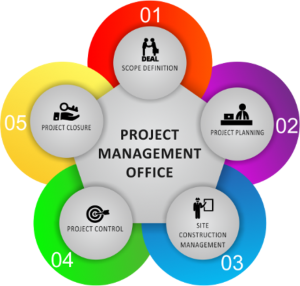 01
DEAL
SCOPE DEFINITION
02
PROJECT PLANNING
03
SITE
CONSTRUCTION
MANAGEMENT
04
PROJECT CONTROL
05
PROJECT CLOSURE
PROJECT
MANAGEMENT
OFFICE